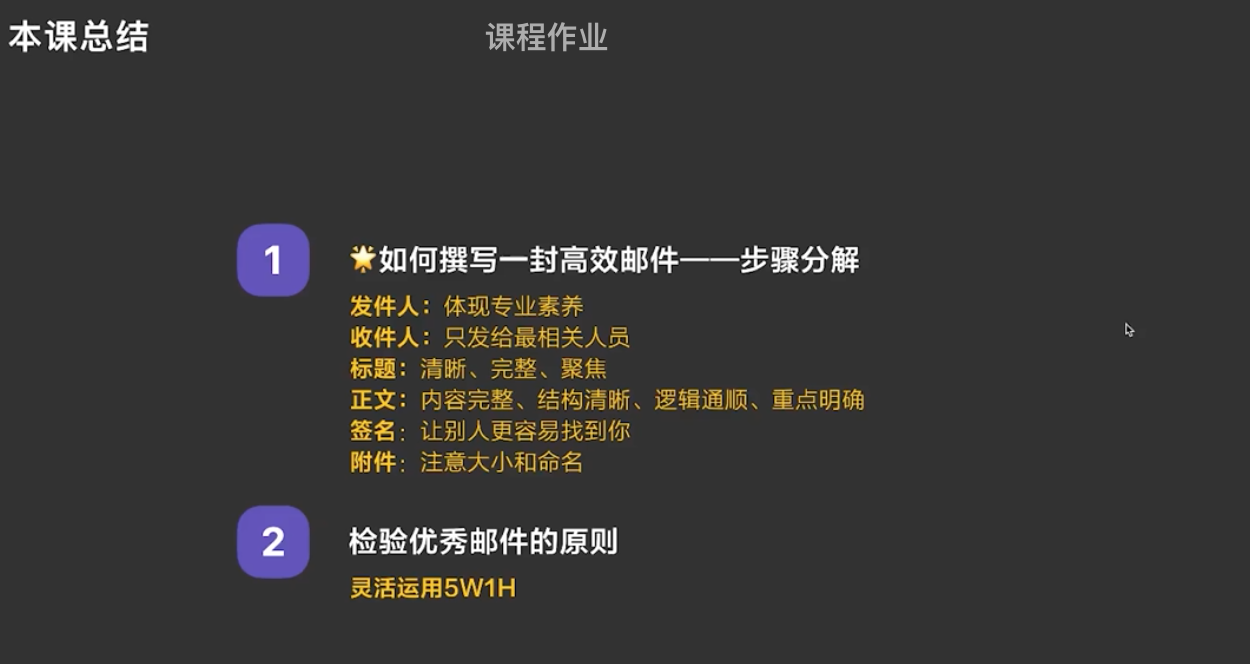 本课总结
课程作业
1
🌟如何撰写一封高效邮件——步骤分解
发件人：体现专业素养
收件人：只发给最相关人员
标题：清晰、完整、聚焦
正文：内容完整、结构清晰、逻辑通顺、重点明确
签名：让别人更容易找到你
附件：注意大小和命名
2
检验优秀邮件的原则
灵活运用5W1H